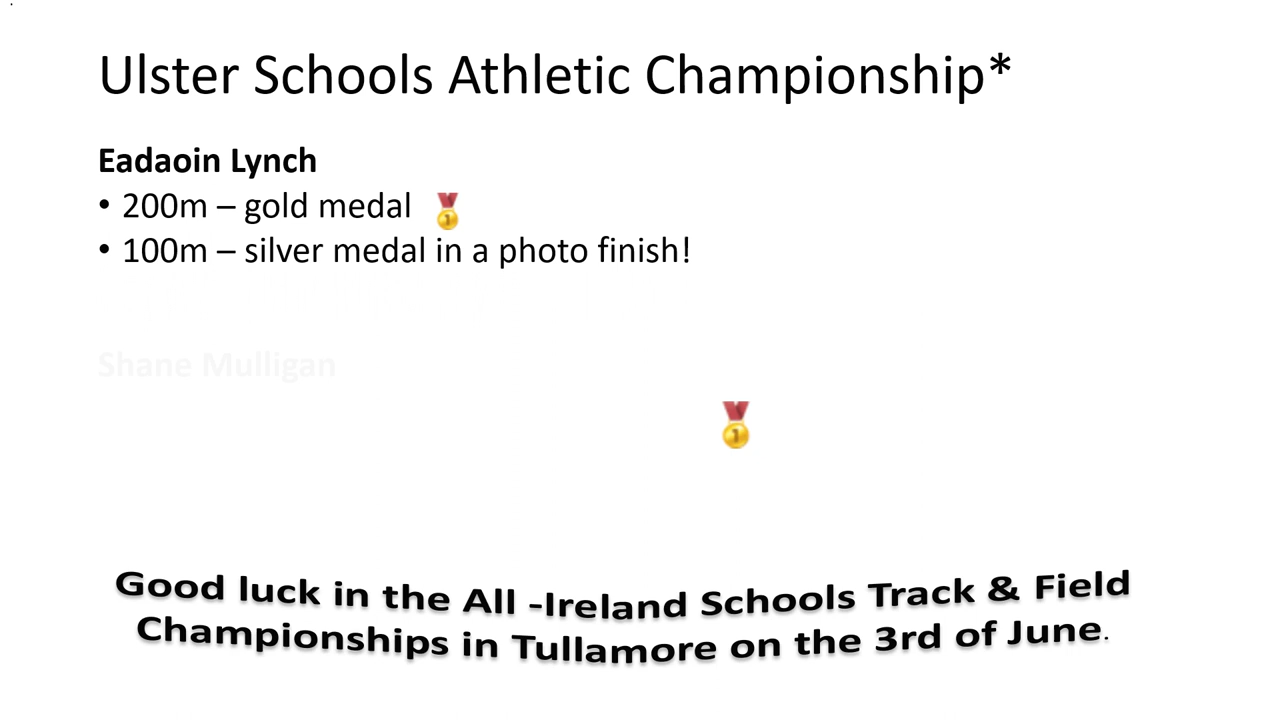 Ulster Schools Athletic Championship*
Eadaoin Lynch
• 200m – gold medal 🥇
• 100m – silver medal in a photo finish!
Shane Mulligan
🥇
Good luck in the All -Ireland Schools Track & Field
Championships in Tullamore on the 3rd of June.